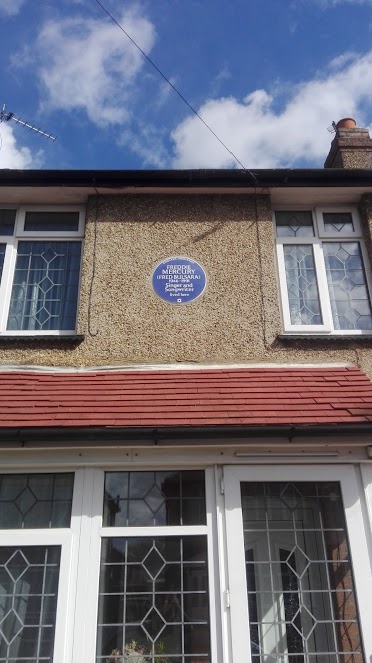 FREDDIE
MERCURY
(FRED BULSARA)
1946-1991
Singer and
Songwriter
lived here